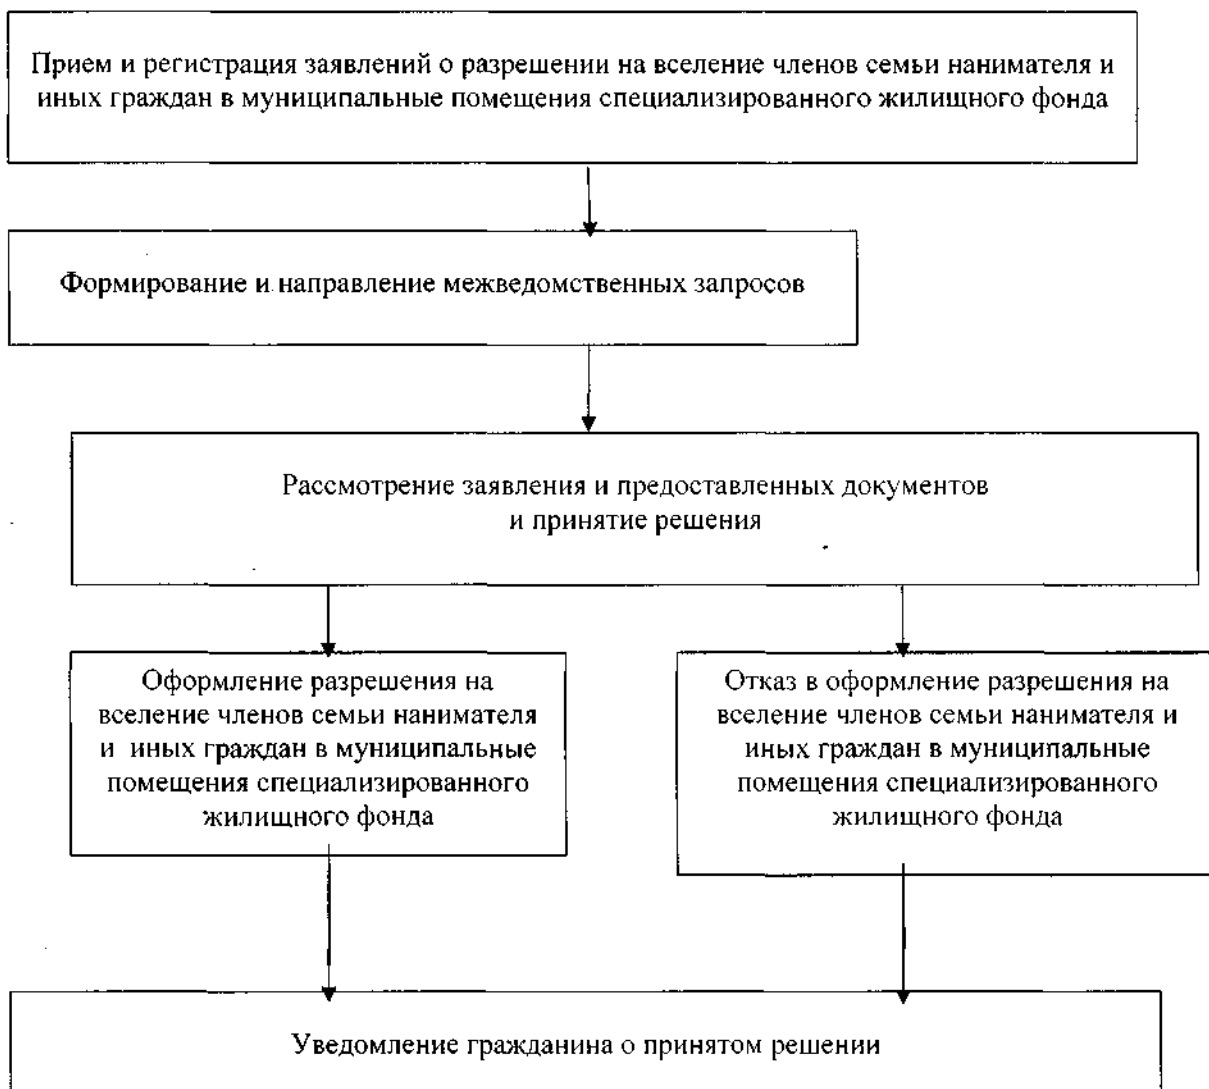 Прием и регистрация заявлений о разрешении на вселение членов семьи нанимателя и
иных граждан в муниципальные помещения специализированного жилищного фонда
Формирование и направление межведомственных запросов
Рассмотрение заявления и предоставленных документов
и принятие решения
Оформление разрешения на
вселение членов семьи нанимателя
и иных граждан в муниципальные
помещения специализированного
жилищного фонда
Отказ в оформление разрешения на
вселение членов семьи нанимателя и
иных граждан в муниципальные
помещения специализированного
жилищного фонда
Уведомление гражданина о принятом решении